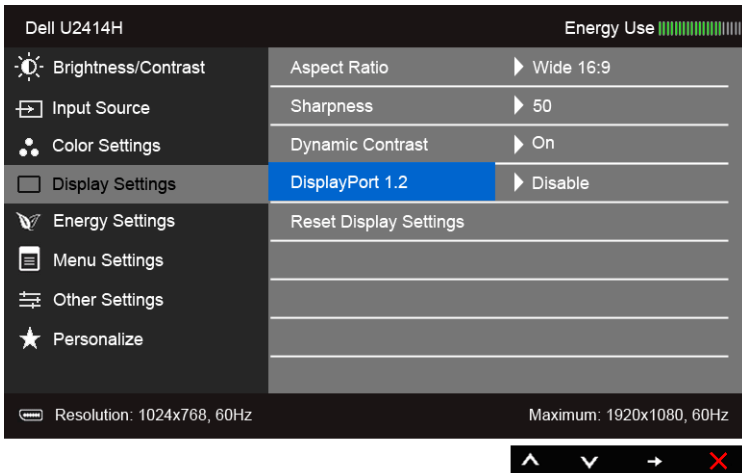 Dell U2414H Energy Use
Brightness/Contrast Aspect Ratio Wide 16:9
Input Source Sharpness 50
Color Settings Dynamic Contrast On
Display Settings DisplayPort 1.2 Disable
Energy Settings Reset Display Settings
Menu Settings
Other Settings
Personalize
Resolution: 1024x768, 60Hz Maximum: 1920x1080, 60Hz